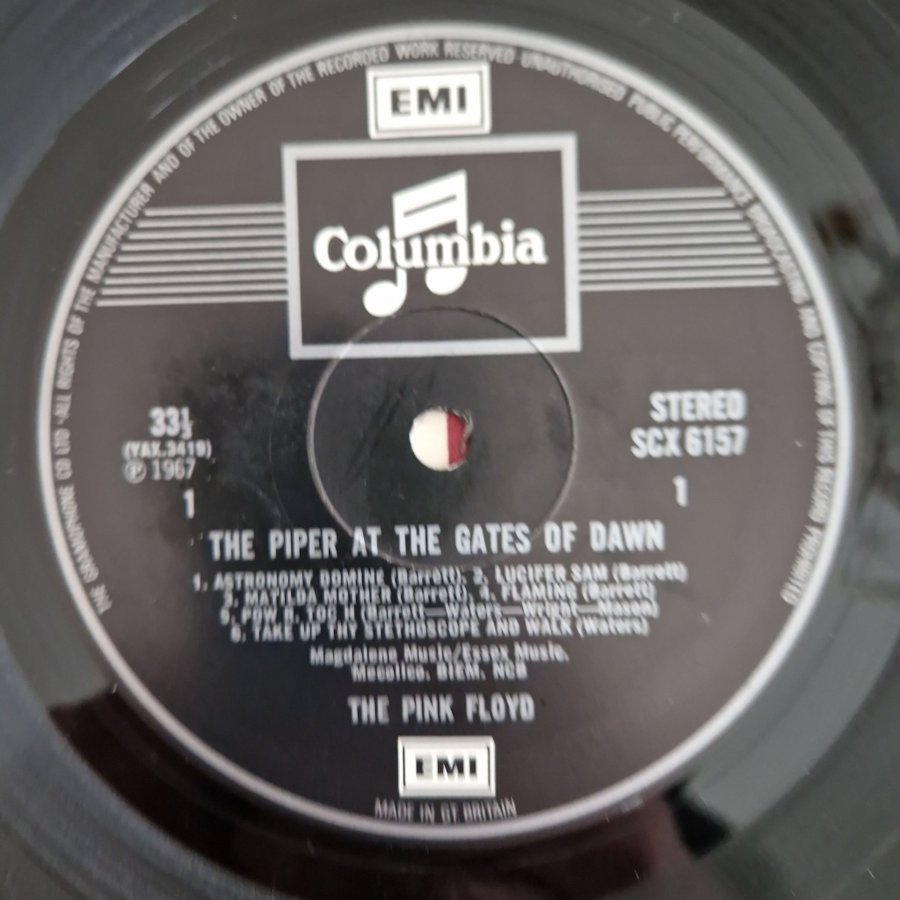 THE GRAMOPHONE CO LTD · ALL RIGHTS OF THE MANUFACTURER AND OF THE OWNER OF THE RECORDED WORK RESERVED UNAUTHORISED PUBLIC PERFORMANCE BROADCASTING AND COPYING OF THIS RECORD PROHIBITED
EMI
Columbia
33⅓
(YAX.3419)
℗ 1967
1
STEREO
SCX 6157
1
THE PIPER AT THE GATES OF DAWN
1. ASTRONOMY DOMINE (Barrett). 2. LUCIFER SAM (Barrett)
3. MATILDA MOTHER (Barrett). 4. FLAMING (Barrett)
5. POW R. TOC H (Barrett—Waters—Wright—Mason)
6. TAKE UP THY STETHOSCOPE AND WALK (Waters)
Magdalene Music/Essex Music.
Mecolico. BIEM. NCB
THE PINK FLOYD
EMI
MADE IN GT BRITAIN